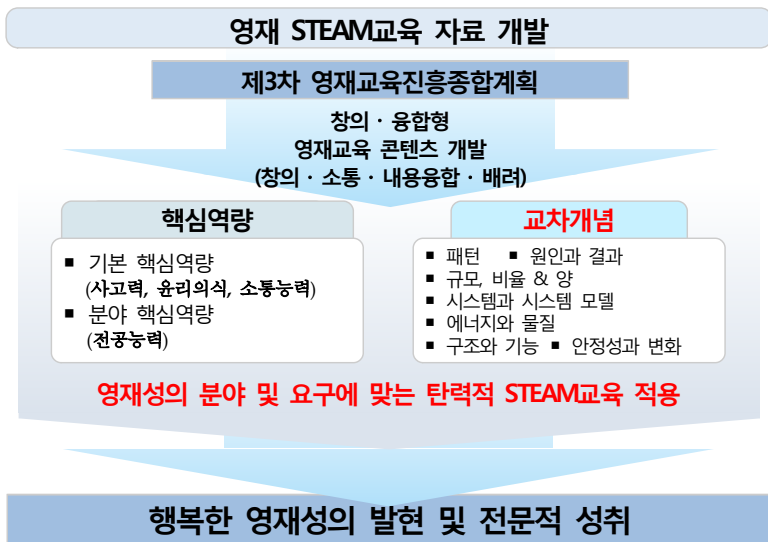 영재 STEAM교육 자료 개발
제3차 영재교육진흥종합계획
창의 · 융합형
영재교육 콘텐츠 개발
(창의 · 소통 · 내용융합 · 배려)
핵심역량
▪ 기본 핵심역량
(사고력, 윤리의식, 소통능력)
▪ 분야 핵심역량
(전공능력)
교차개념
▪ 패턴 ▪ 원인과 결과
▪ 규모, 비율 & 양
▪ 시스템과 시스템 모델
▪ 에너지와 물질
▪ 구조와 기능 ▪ 안정성과 변화
영재성의 분야 및 요구에 맞는 탄력적 STEAM교육 적용
행복한 영재성의 발현 및 전문적 성취